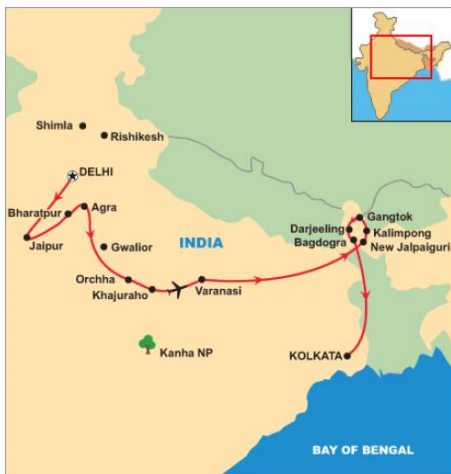 Shimla
Rishikesh
DELHI
Bharatpur
Agra
Jaipur
Gwalior
INDIA
Gangtok
Darjeeling
Kalimpong
Bagdogra
New Jalpaiguri
Orchha
Khajuraho
Varanasi
Kanha NP
KOLKATA
BAY OF BENGAL